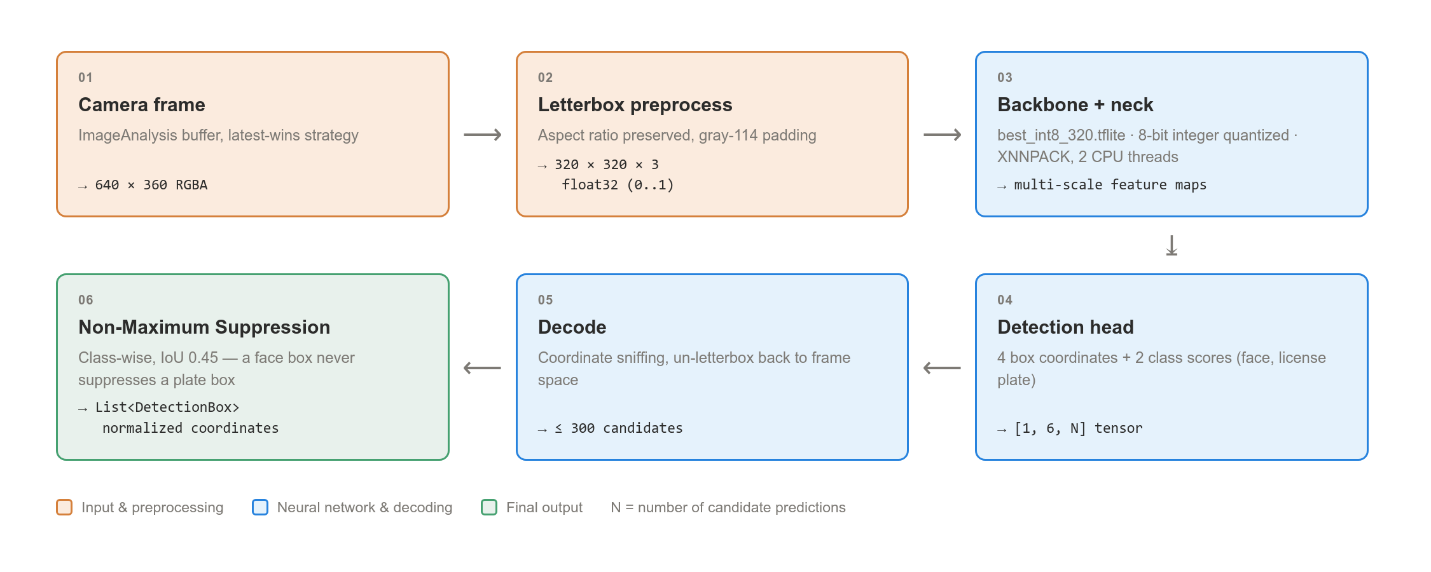 01
Camera frame
ImageAnalysis buffer, latest-wins strategy
→ 640 × 360 RGBA
02
Letterbox preprocess
Aspect ratio preserved, gray-114 padding
→ 320 × 320 × 3
float32 (0..1)
03
Backbone + neck
best_int8_320.tflite · 8-bit integer quantized ·
XNNPACK, 2 CPU threads
→ multi-scale feature maps
04
Detection head
4 box coordinates + 2 class scores (face, license
plate)
→ [1, 6, N] tensor
05
Decode
Coordinate sniffing, un-letterbox back to frame
space
→ ≤ 300 candidates
06
Non-Maximum Suppression
Class-wise, IoU 0.45 — a face box never
suppresses a plate box
→ List<DetectionBox>
normalized coordinates
Input & preprocessing
Neural network & decoding
Final output
N = number of candidate predictions